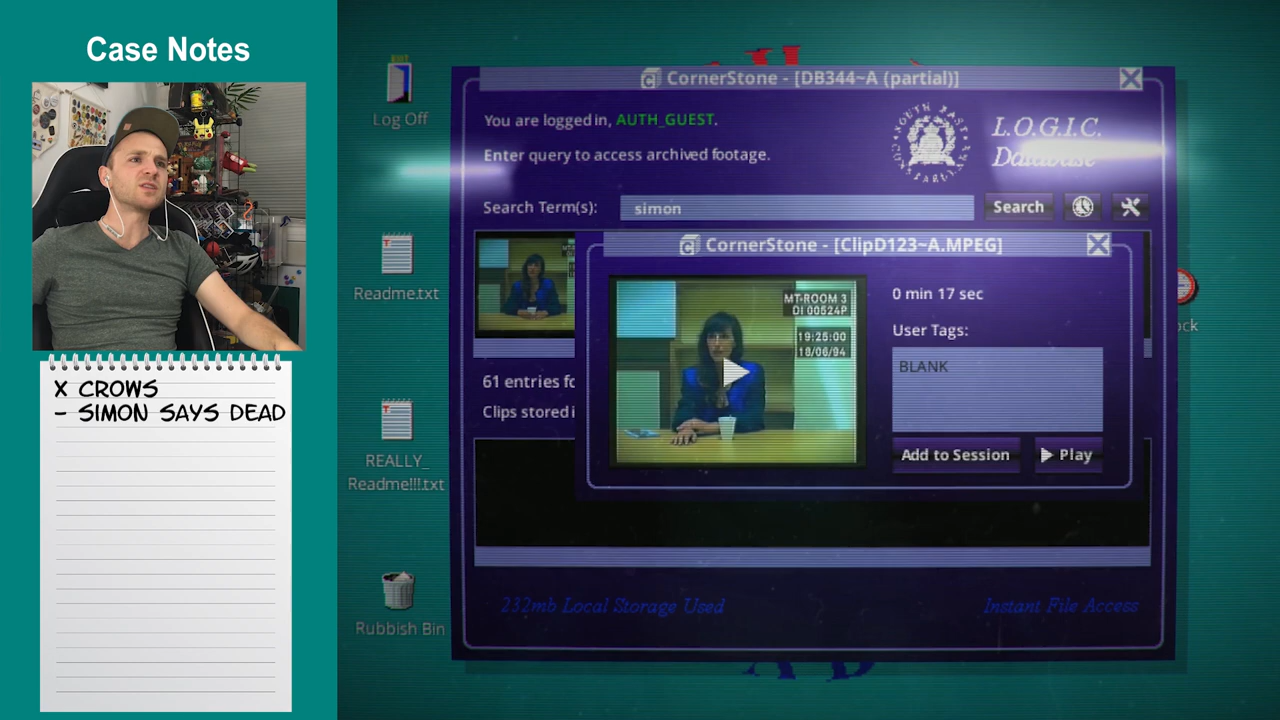 Case Notes
X CROWS
- SIMON SAYS DEAD
Log Off
Readme.txt
REALLY_
Readme!!!.txt
Rubbish Bin
CornerStone - [DB344~A (partial)]
You are logged in, AUTH_GUEST.
Enter query to access archived footage.
L.O.G.I.C.
Database
Search Term(s):
simon
Search
CornerStone - [ClipD123~A.MPEG]
MT-ROOM 3
DI 00524P
19:25:00
18/06/94
0 min 17 sec
User Tags:
BLANK
Add to Session
Play
61 entries fo
Clips stored i
232mb Local Storage Used
Instant File Access
ock